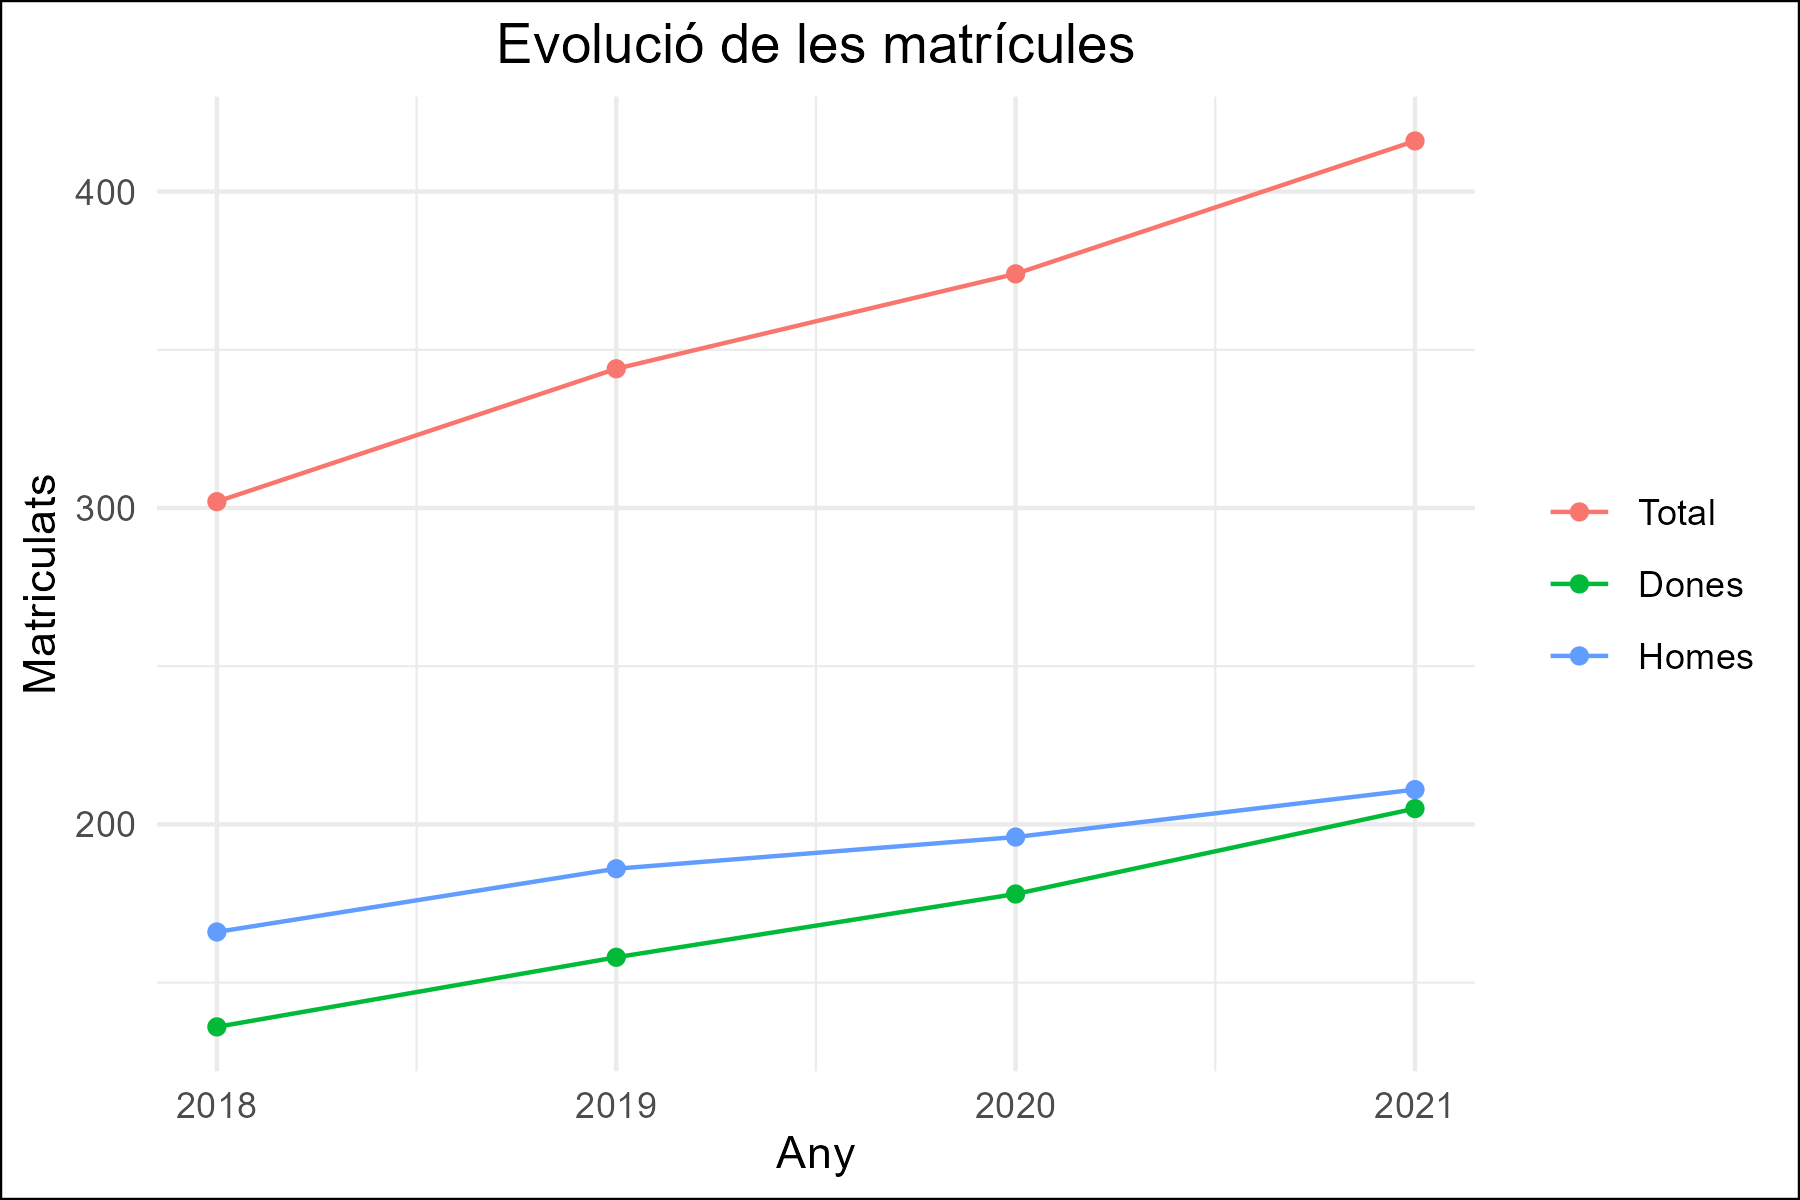 Evolució de les matrícules
Matriculats
400
300
200
2018 2019 2020 2021
Any
Total
Dones
Homes